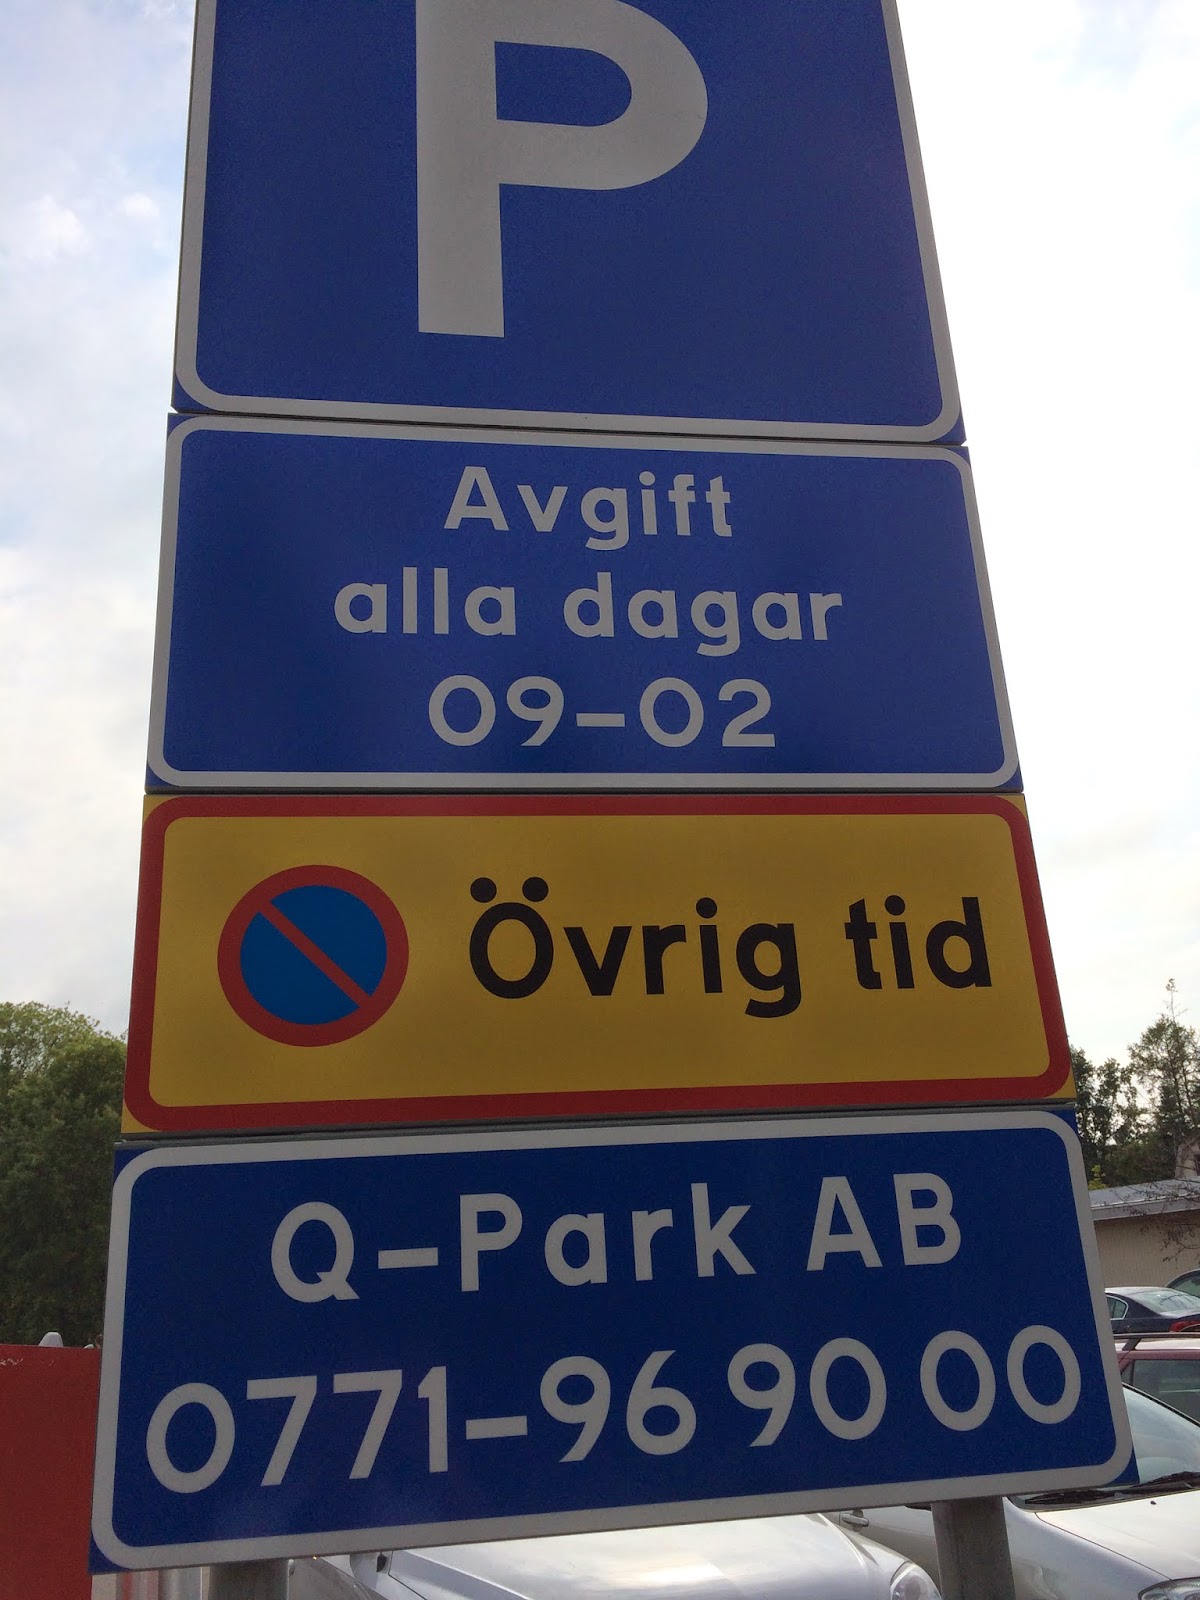 P
Avgift
alla dagar
09-02
Övrig tid
Q-Park AB
0771-96 90 00